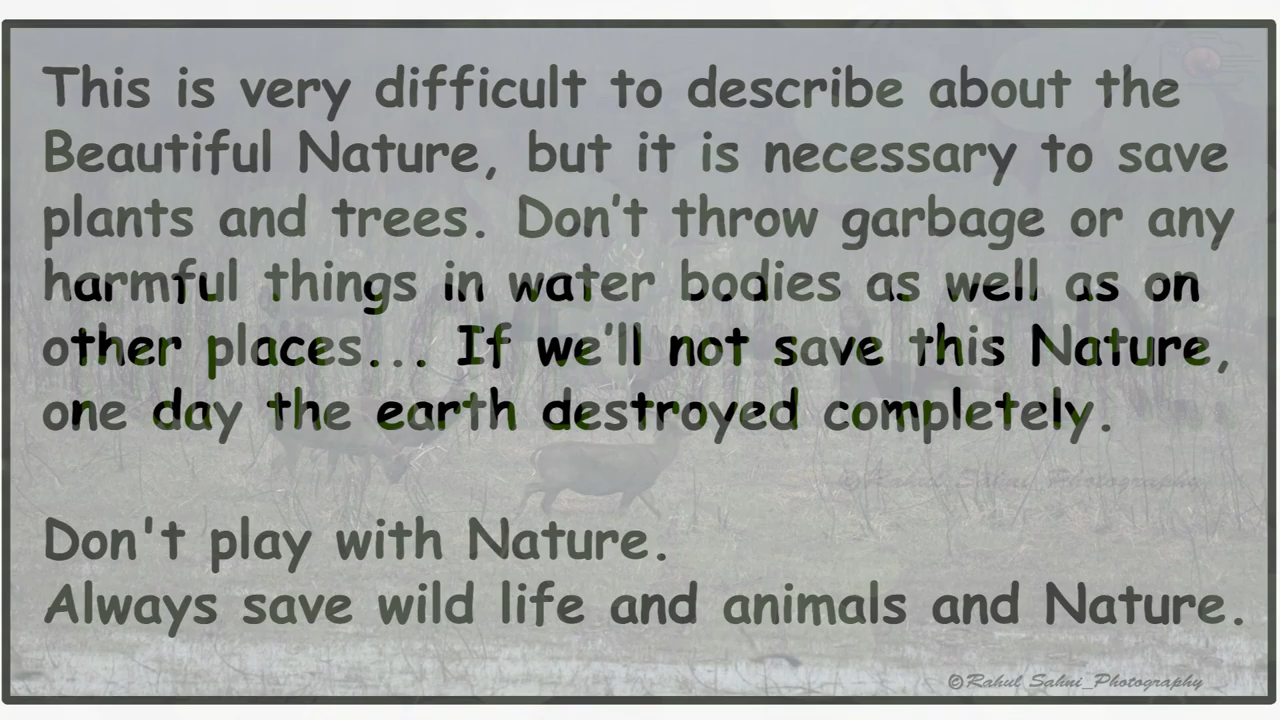 This is very difficult to describe about the
Beautiful Nature, but it is necessary to save
plants and trees. Don't throw garbage or any
harmful things in water bodies as well as on
other places... If we'll not save this Nature,
one day the earth destroyed completely.
©Rahul Sahni_Photography
Don't play with Nature.
Always save wild life and animals and Nature.
©Rahul Sahni_Photography